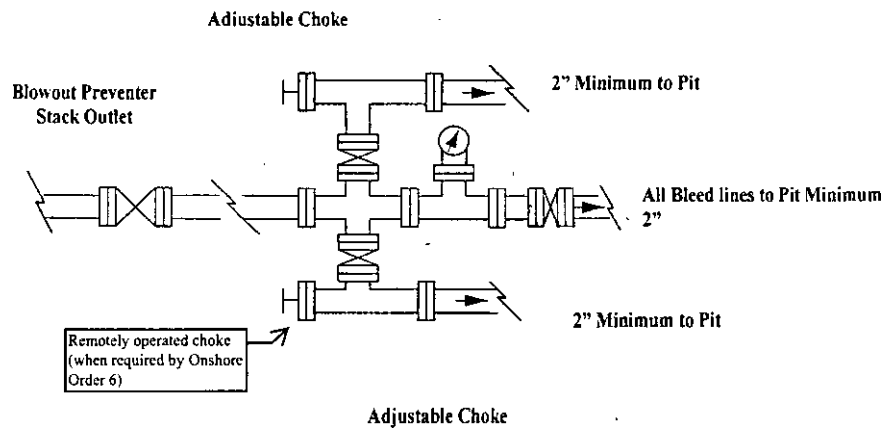 Adiustable Choke
2" Minimum to Pit
Blowout Preventer
Stack Outlet
All Bleed lines to Pit Minimum
2"
2" Minimum to Pit
Remotely operated choke
(when required by Onshore
Order 6)
Adjustable Choke